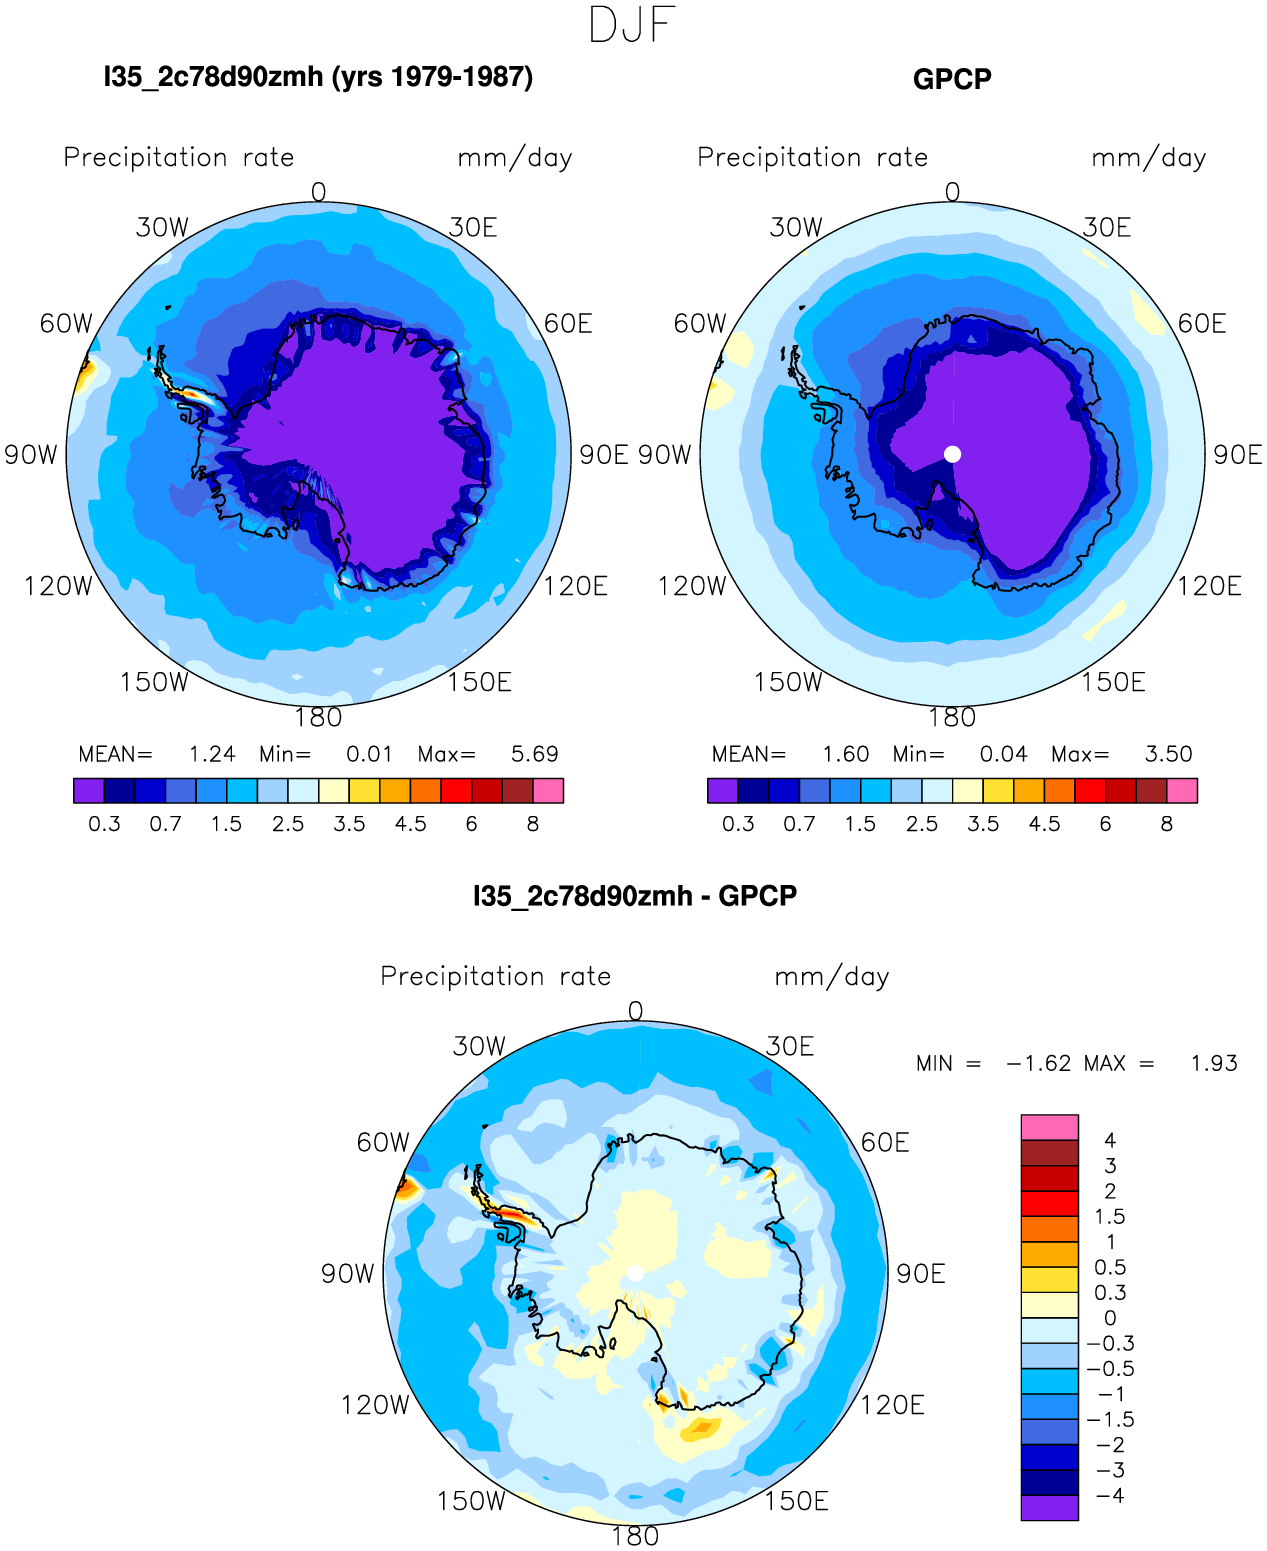 DJF
l35_2c78d90zmh (yrs 1979-1987)
GPCP
Precipitation rate mm/day
Precipitation rate mm/day
0
30W 30E
60W 60E
90W 90E
120W 120E
150W 150E
180
0
30W 30E
60W 60E
90W 90E
120W 120E
150W 150E
180
MEAN= 1.24 Min= 0.01 Max= 5.69
0.3 0.7 1.5 2.5 3.5 4.5 6 8
MEAN= 1.60 Min= 0.04 Max= 3.50
0.3 0.7 1.5 2.5 3.5 4.5 6 8
l35_2c78d90zmh - GPCP
Precipitation rate mm/day
0
30W 30E
60W 60E
90W 90E
120W 120E
150W 150E
180
MIN = -1.62 MAX = 1.93
4
3
2
1.5
1
0.5
0.3
0
-0.3
-0.5
-1
-1.5
-2
-3
-4